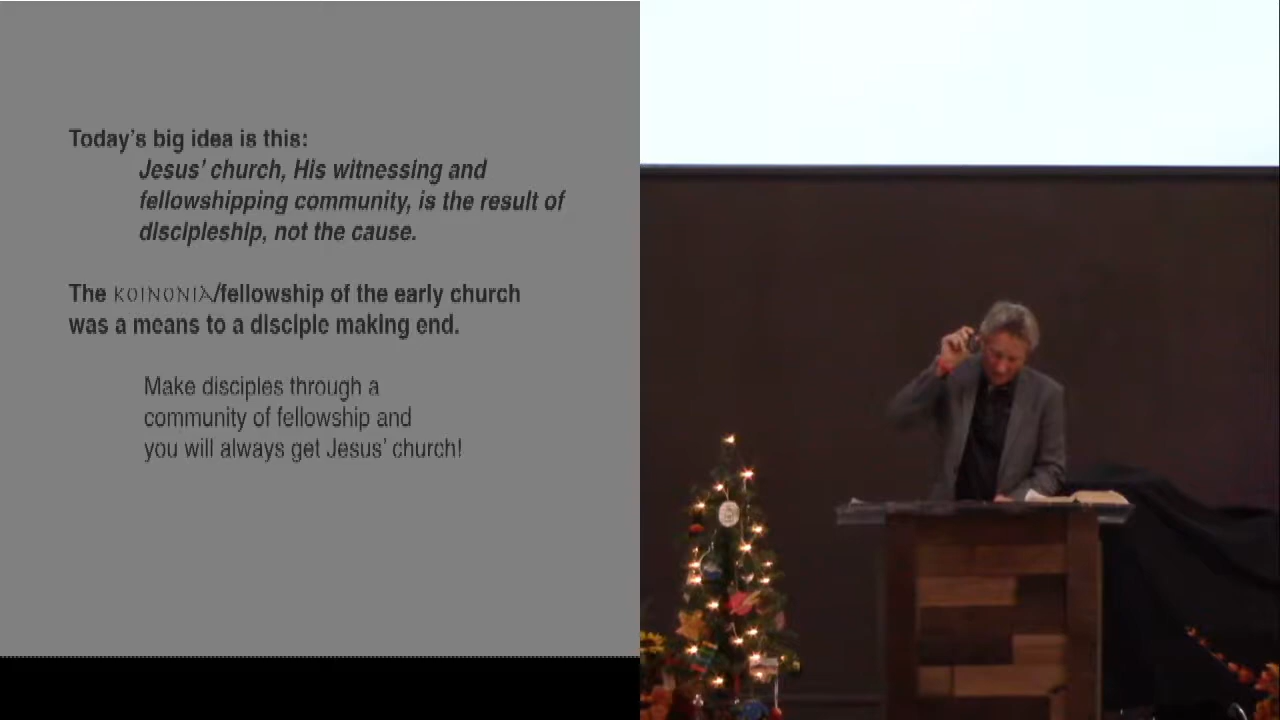 Today's big idea is this:
Jesus' church, His witnessing and
fellowshipping community, is the result of
discipleship, not the cause.
The κοινονια/fellowship of the early church
was a means to a disciple making end.
Make disciples through a
community of fellowship and
you will always get Jesus' church!